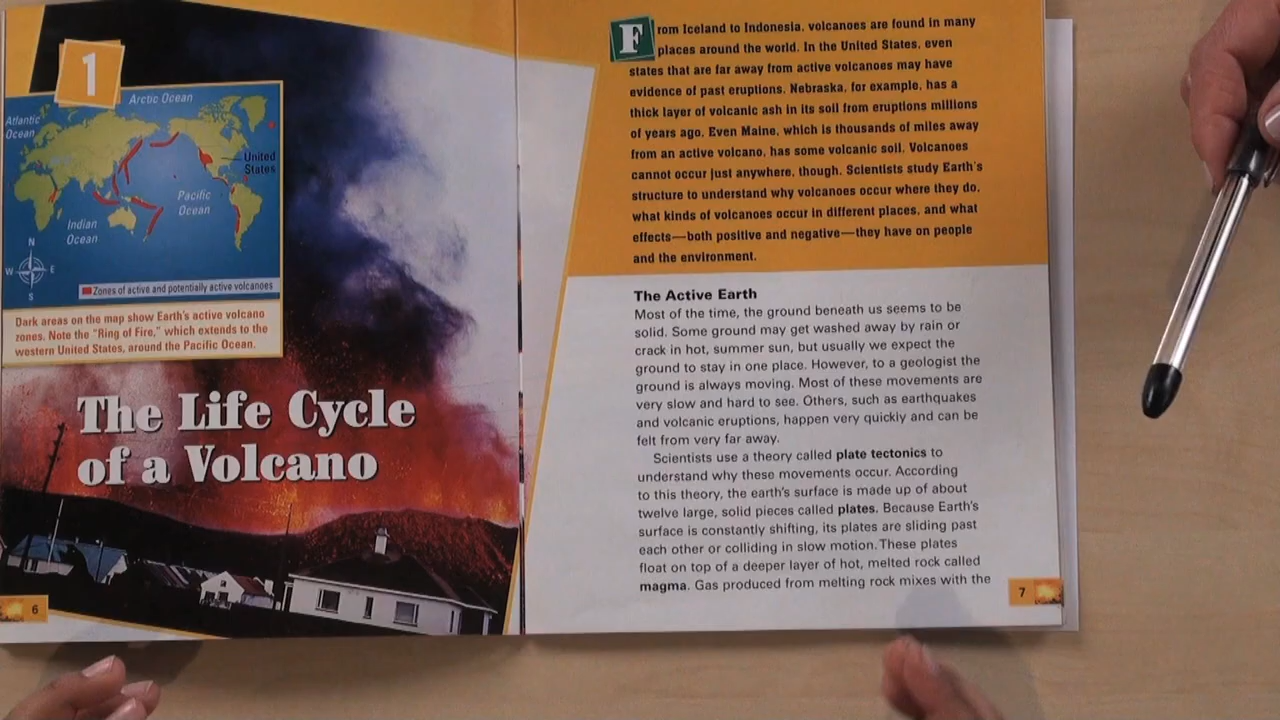 1
Arctic Ocean
Atlantic
Ocean
United
States
Pacific
Ocean
Indian
Ocean
N
W E
S
Zones of active and potentially active volcanoes
Dark areas on the map show Earth's active volcano
zones. Note the "Ring of Fire," which extends to the
western United States, around the Pacific Ocean.
The Life Cycle
of a Volcano
6
From Iceland to Indonesia, volcanoes are found in many
places around the world. In the United States, even
states that are far away from active volcanoes may have
evidence of past eruptions. Nebraska, for example, has a
thick layer of volcanic ash in its soil from eruptions millions
of years ago. Even Maine, which is thousands of miles away
from an active volcano, has some volcanic soil. Volcanoes
cannot occur just anywhere, though. Scientists study Earth's
structure to understand why volcanoes occur where they do,
what kinds of volcanoes occur in different places, and what
effects—both positive and negative—they have on people
and the environment.
The Active Earth
Most of the time, the ground beneath us seems to be
solid. Some ground may get washed away by rain or
crack in hot, summer sun, but usually we expect the
ground to stay in one place. However, to a geologist the
ground is always moving. Most of these movements are
very slow and hard to see. Others, such as earthquakes
and volcanic eruptions, happen very quickly and can be
felt from very far away.
Scientists use a theory called plate tectonics to
understand why these movements occur. According
to this theory, the earth's surface is made up of about
twelve large, solid pieces called plates. Because Earth's
surface is constantly shifting, its plates are sliding past
each other or colliding in slow motion. These plates
float on top of a deeper layer of hot, melted rock called
magma. Gas produced from melting rock mixes with the
7